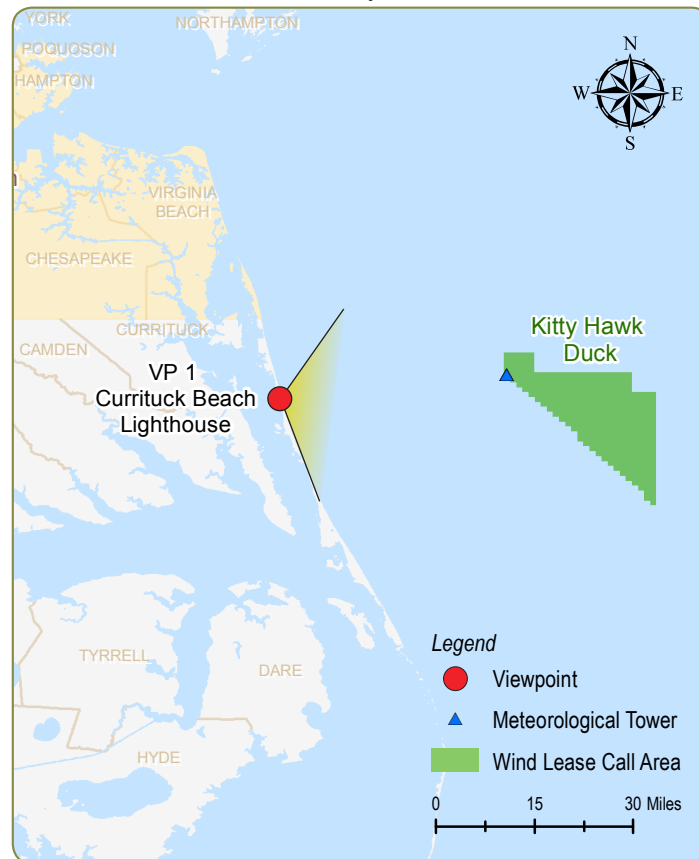 YORK
NORTHAMPTON
POQUOSON
HAMPTON
N
W
E
S
VIRGINIA
BEACH
CHESAPEAKE
CURRITUCK
CAMDEN
Kitty Hawk
Duck
VP 1
Currituck Beach
Lighthouse
TYRRELL
DARE
HYDE
Legend
Viewpoint
Meteorological Tower
Wind Lease Call Area
0 15 30 Miles